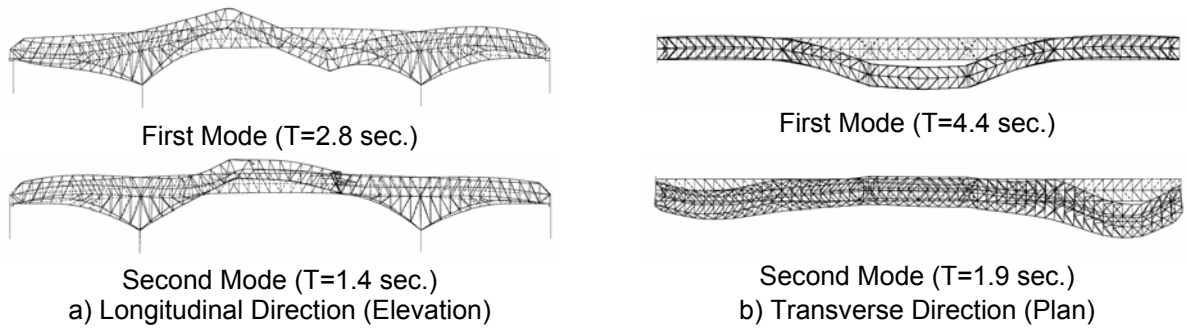 First Mode (T=2.8 sec.)
Second Mode (T=1.4 sec.)
a) Longitudinal Direction (Elevation)
First Mode (T=4.4 sec.)
Second Mode (T=1.9 sec.)
b) Transverse Direction (Plan)